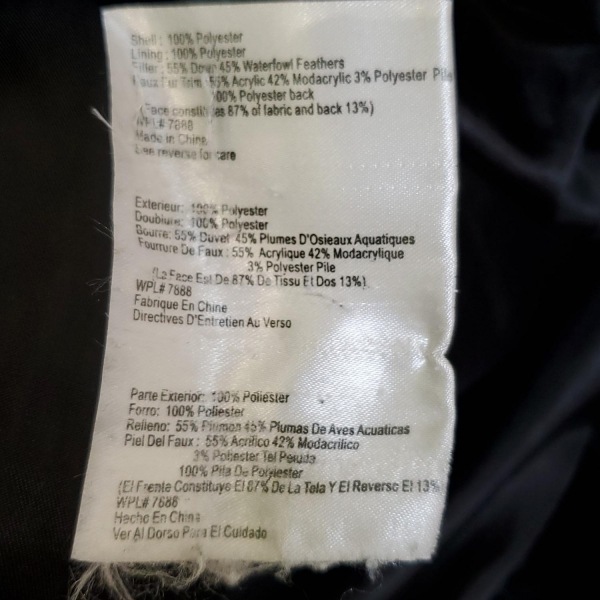 Shell: 100% Polyester
Lining: 100% Polyester
Filler: 55% Down 45% Waterfowl Feathers
Faux Fur Trim: 55% Acrylic 42% Modacrylic 3% Polyester Pile
100% Polyester back
(Face constitutes 87% of fabric and back 13%)
WPL# 7888
Made in China
See reverse for care
Exterieur: 100% Polyester
Doublure: 100% Polyester
Bourre: 55% Duvet 45% Plumes D'Osieaux Aquatiques
Fourrure De Faux: 55% Acrylique 42% Modacrylique
3% Polyester Pile
(La Face Est De 87% De Tissu Et Dos 13%)
WPL# 7888
Fabrique En Chine
Directives D'Entretien Au Verso
Parte Exterior: 100% Poliester
Forro: 100% Poliester
Relleno: 55% Plumon 45% Plumas De Aves Acuaticas
Piel Del Faux: 55% Acrilico 42% Modacrilico
3% Poliester Tel Peluda
100% Pila De Polyiester
(El Frente Constituye El 87% De La Tela Y El Reverso El 13%
WPL# 7888
Hecho En China
Ver Al Dorso Para El Cuidado